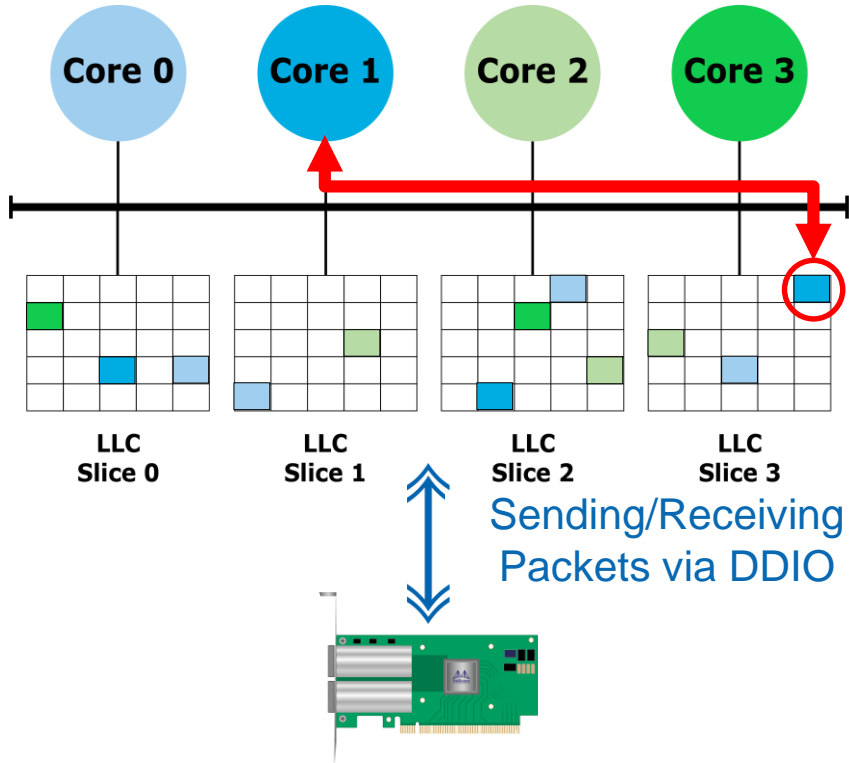 Core 0
Core 1
Core 2
Core 3
LLC
Slice 0
LLC
Slice 1
LLC
Slice 2
LLC
Slice 3
Sending/Receiving
Packets via DDIO